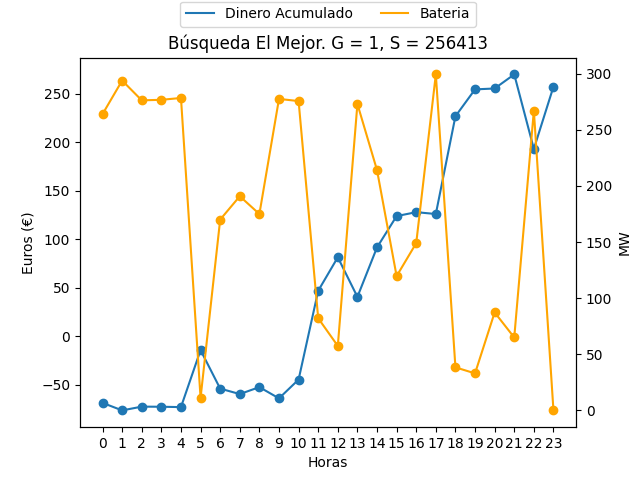 Dinero Acumulado Bateria
Búsqueda El Mejor. G = 1, S = 256413
Euros (€)
250
200
150
100
50
0
−50
300
250
200
150
100
50
0
MW
0 1 2 3 4 5 6 7 8 9 10 11 12 13 14 15 16 17 18 19 20 21 22 23
Horas